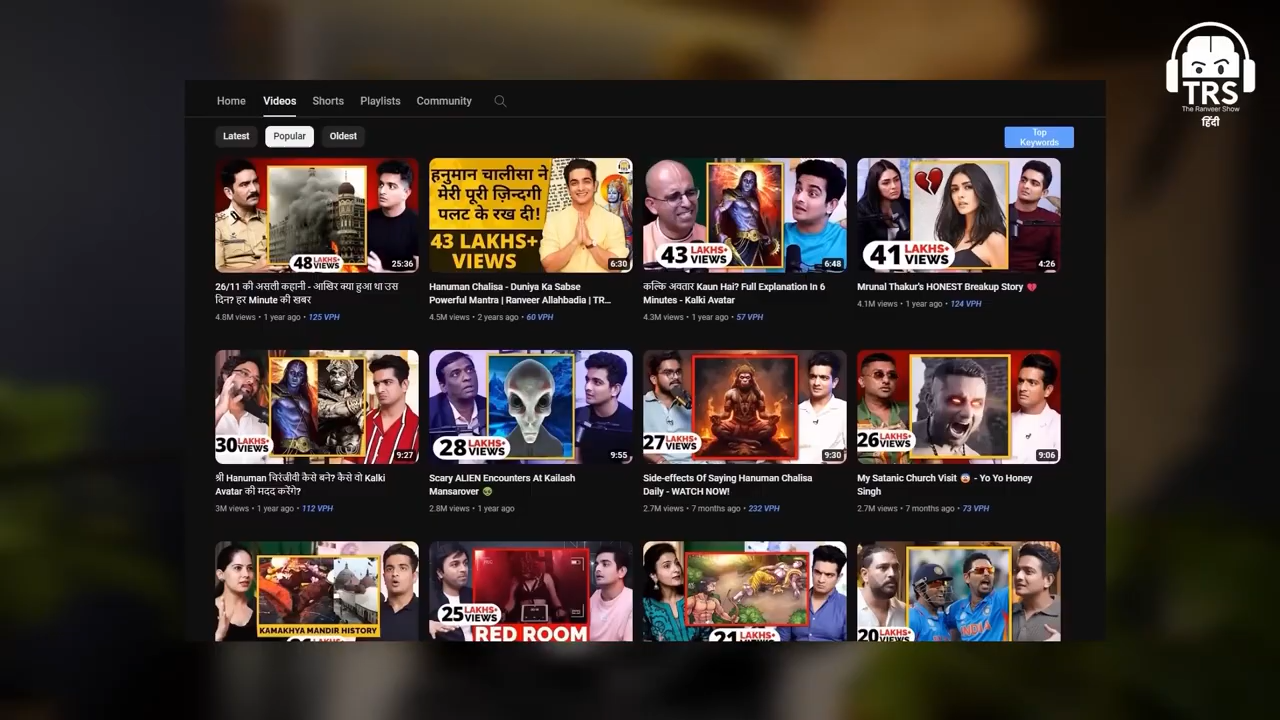 TRS
The Ranveer Show
हिंदी
Home Videos Shorts Playlists Community
Latest Popular Oldest
Top
Keywords
48 LAKHS+
VIEWS
25:36
हनुमान चालीसा ने
मेरी पूरी ज़िन्दगी
पलट के रख दी!
43 LAKHS+
VIEWS
6:30
43 LAKHS+
VIEWS
6:48
41 LAKHS+
VIEWS
4:26
26/11 की असली कहानी - आखिर क्या हुआ था उस
दिन? हर Minute की खबर
4.8M views • 1 year ago • 125 VPH
Hanuman Chalisa - Duniya Ka Sabse
Powerful Mantra | Ranveer Allahbadia | TR...
4.5M views • 2 years ago • 60 VPH
कल्कि अवतार Kaun Hai? Full Explanation In 6
Minutes - Kalki Avatar
4.3M views • 1 year ago • 57 VPH
Mrunal Thakur's HONEST Breakup Story 💔
4.1M views • 1 year ago • 124 VPH
30 LAKHS+
VIEWS
9:27
28 LAKHS+
VIEWS
9:55
27 LAKHS+
VIEWS
9:30
26 LAKHS+
VIEWS
9:06
श्री Hanuman चिरंजीवी कैसे बने? कैसे वो Kalki
Avatar की मदद करेंगे?
3M views • 1 year ago • 112 VPH
Scary ALIEN Encounters At Kailash
Mansarover 👽
2.8M views • 1 year ago
Side-effects Of Saying Hanuman Chalisa
Daily - WATCH NOW!
2.7M views • 7 months ago • 232 VPH
My Satanic Church Visit 😨 - Yo Yo Honey
Singh
2.7M views • 7 months ago • 73 VPH
KAMAKHYA MANDIR HISTORY
25 LAKHS+
VIEWS
RED ROOM
21 LAKHS+
VIEWS
20 LAKHS+
VIEWS
INDIA